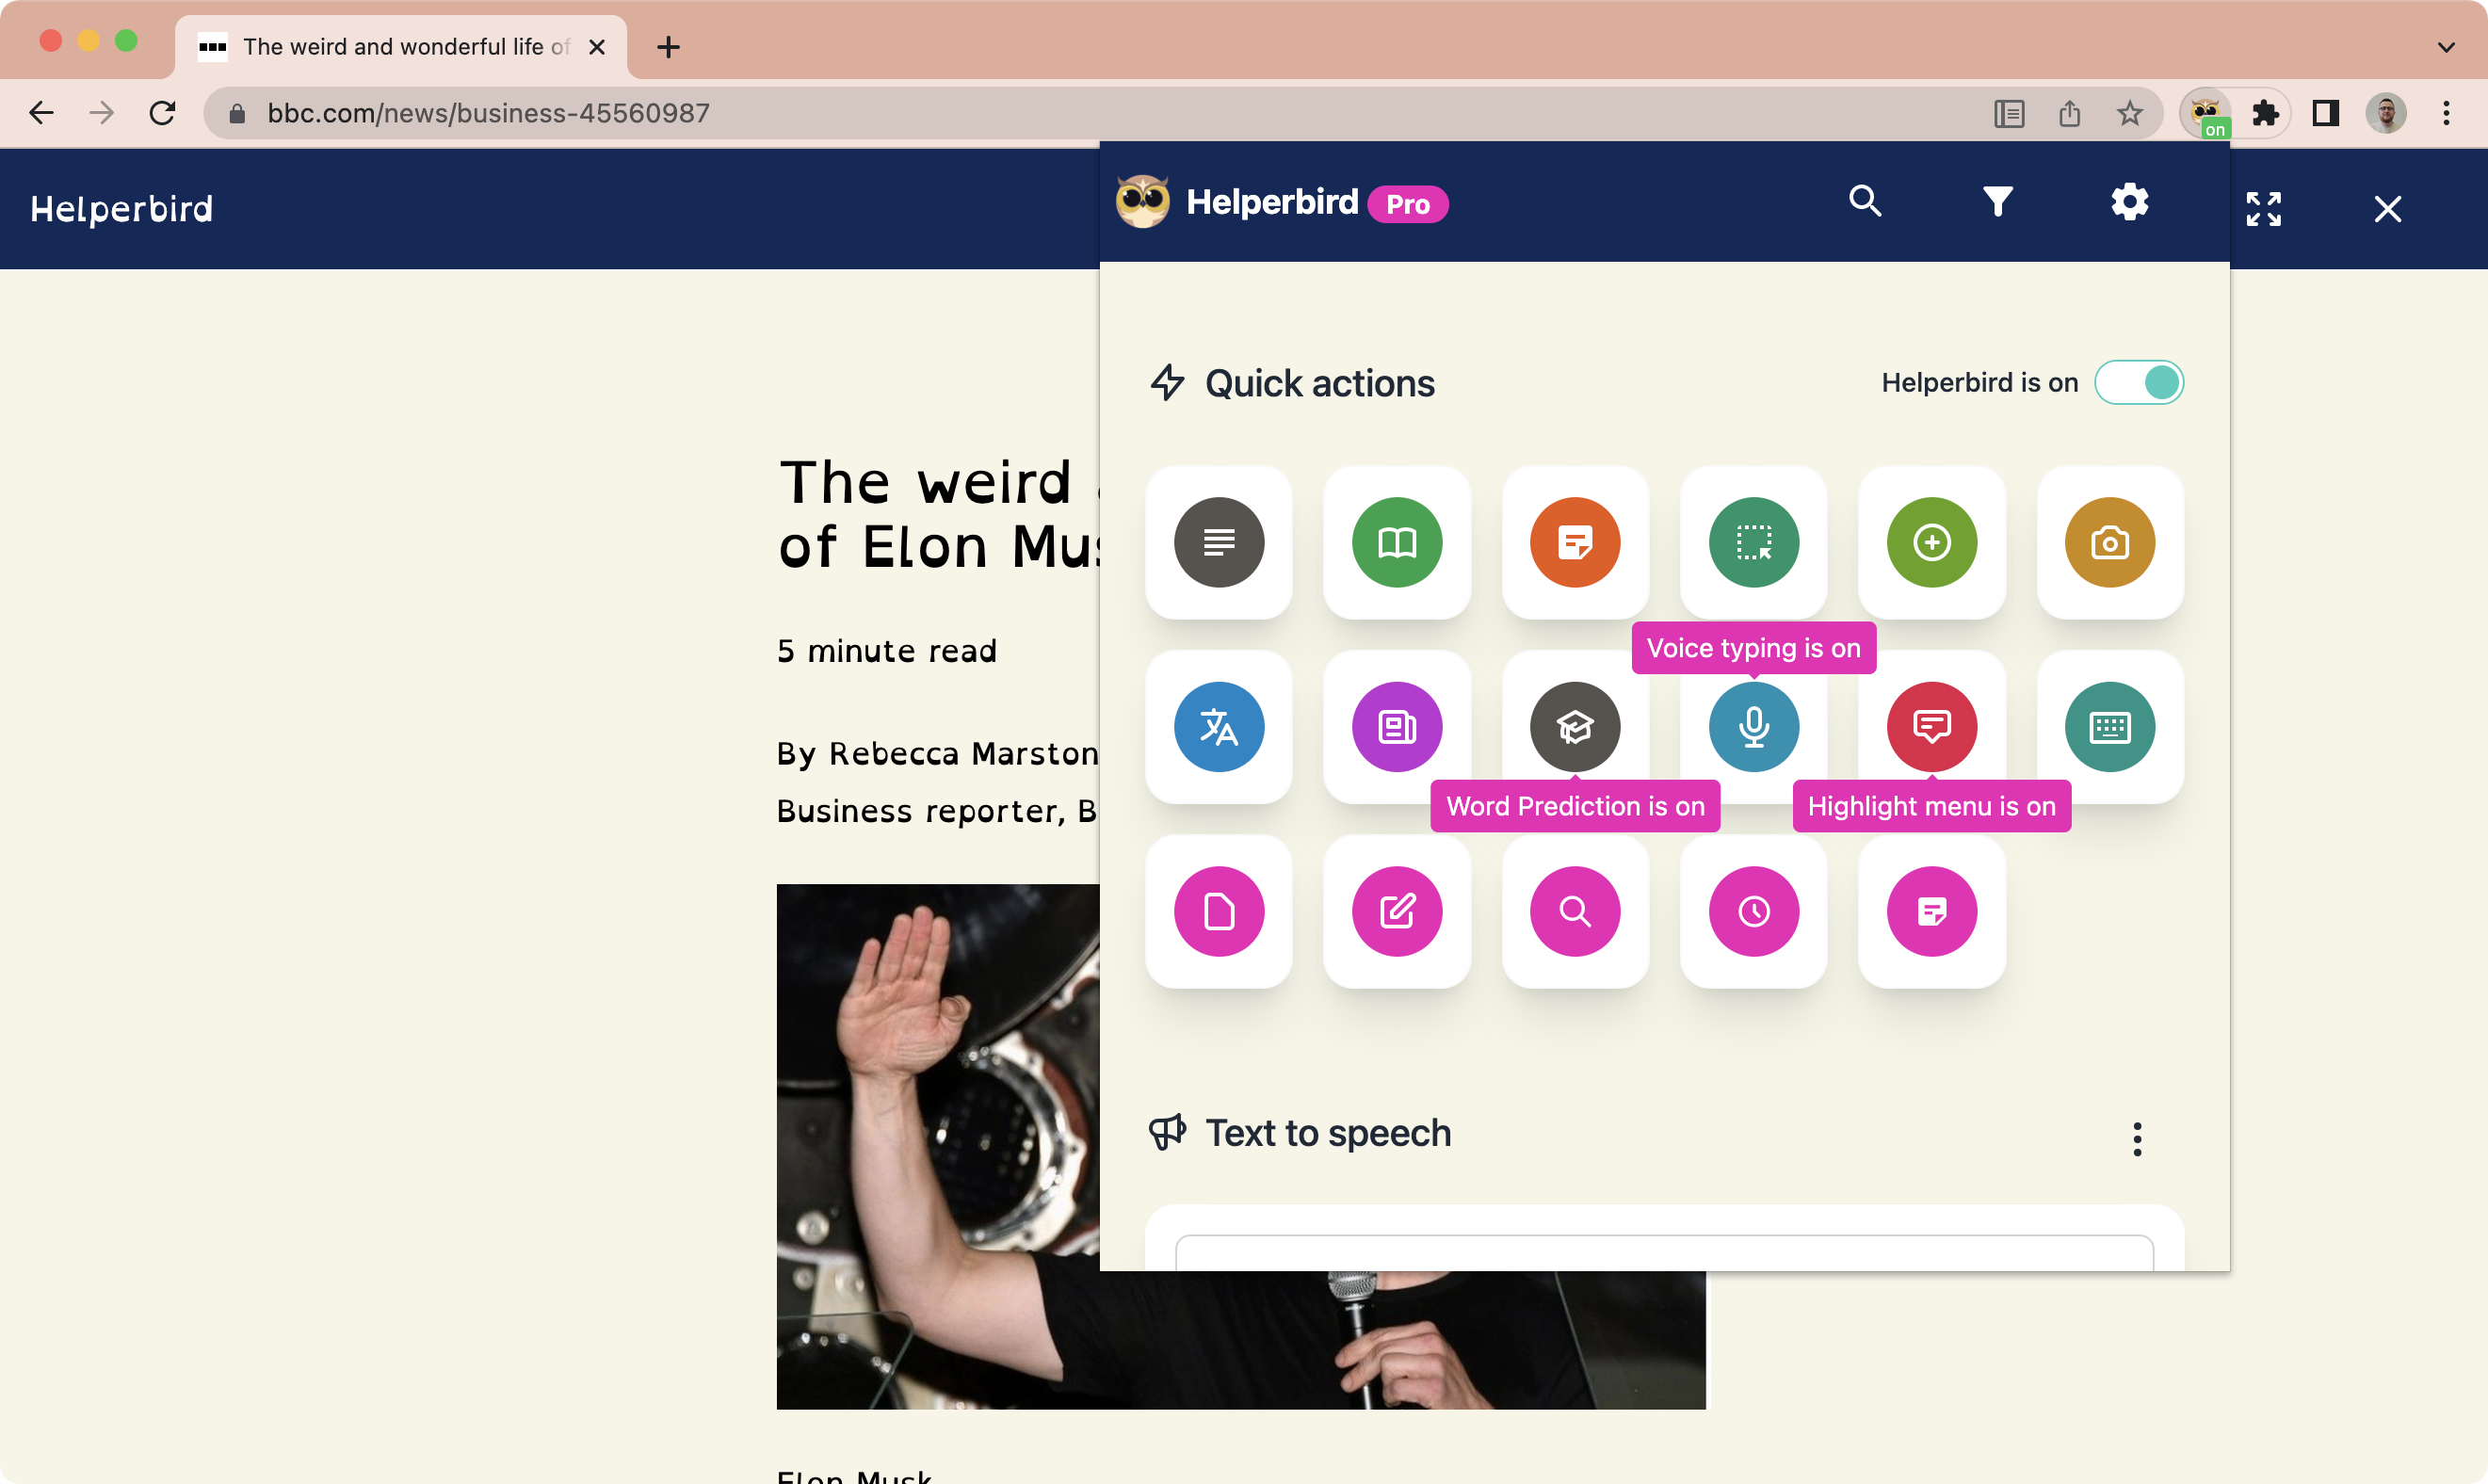 The weird and wonderful life of
bbc.com/news/business-45560987
on
Helperbird
Helperbird Pro
Quick actions
Helperbird is on
Voice typing is on
Word Prediction is on
Highlight menu is on
Text to speech
The weird
of Elon Mus
5 minute read
By Rebecca Marston
Business reporter, B
Elon Musk